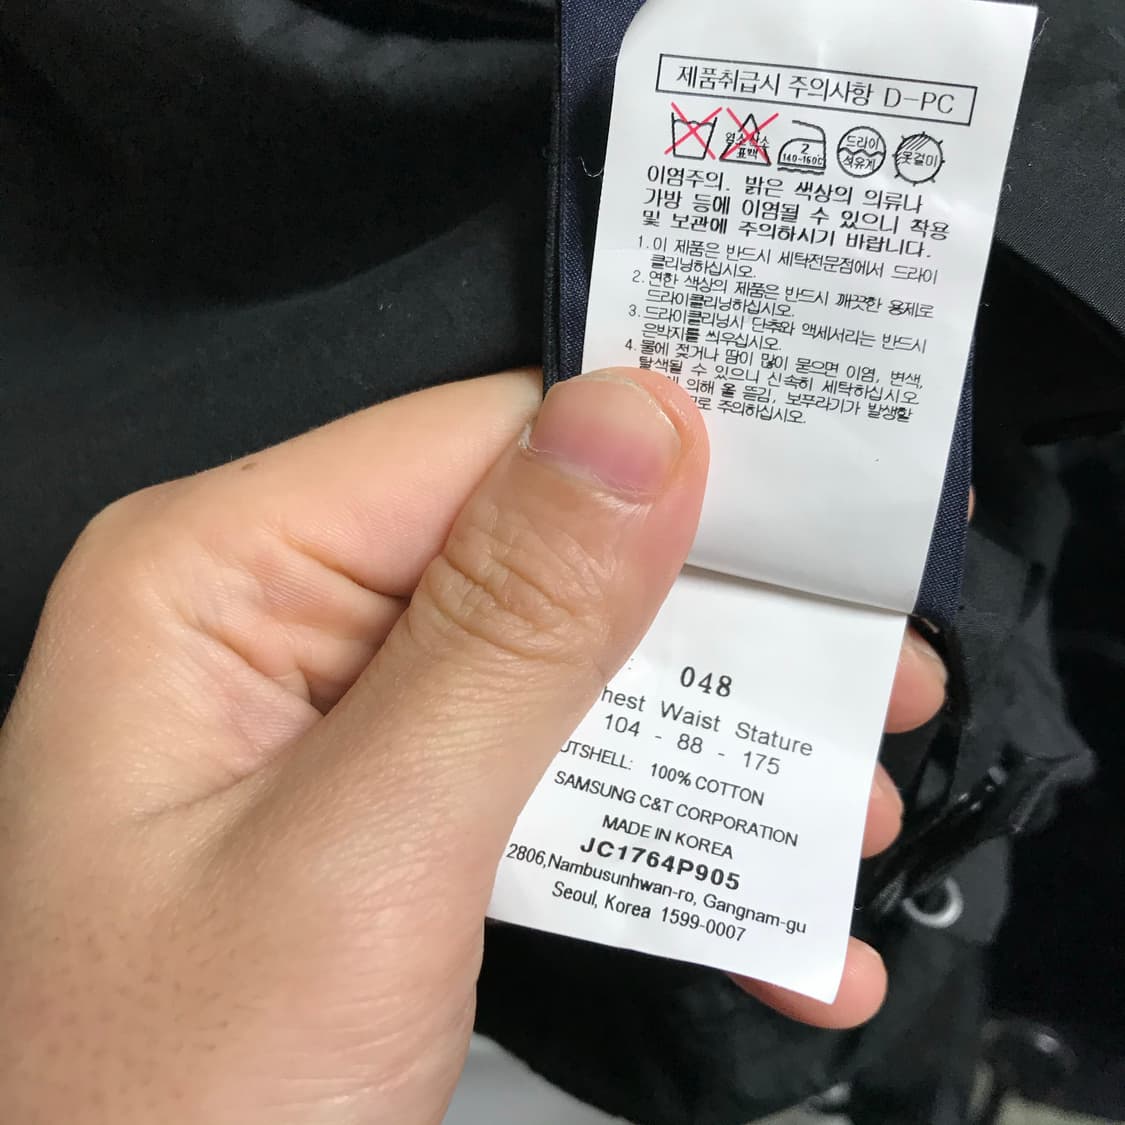 제품취급시 주의사항 D-PC
염소산소
표백
2
140~160℃
드라이
석유계
옷걸이
이염주의. 밝은 색상의 의류나
가방 등에 이염될 수 있으니 착용
및 보관에 주의하시기 바랍니다.
1. 이 제품은 반드시 세탁전문점에서 드라이
클리닝하십시오.
2. 연한 색상의 제품은 반드시 깨끗한 용제로
드라이클리닝하십시오.
3. 드라이클리닝시 단추와 액세서리는 반드시
은박지를 씌우십시오.
4. 물에 젖거나 땀이 많이 묻으면 이염, 변색,
탈색될 수 있으니 신속히 세탁하십시오
의해 올 뜯김, 보푸라기가 발생할
주의하십시오.
048
Waist Stature
104 - 88 - 175
100% COTTON
SAMSUNG C&T CORPORATION
MADE IN KOREA
JC1764P905
2806,Nambusunhwan-ro, Gangnam-gu
Seoul, Korea 1599-0007